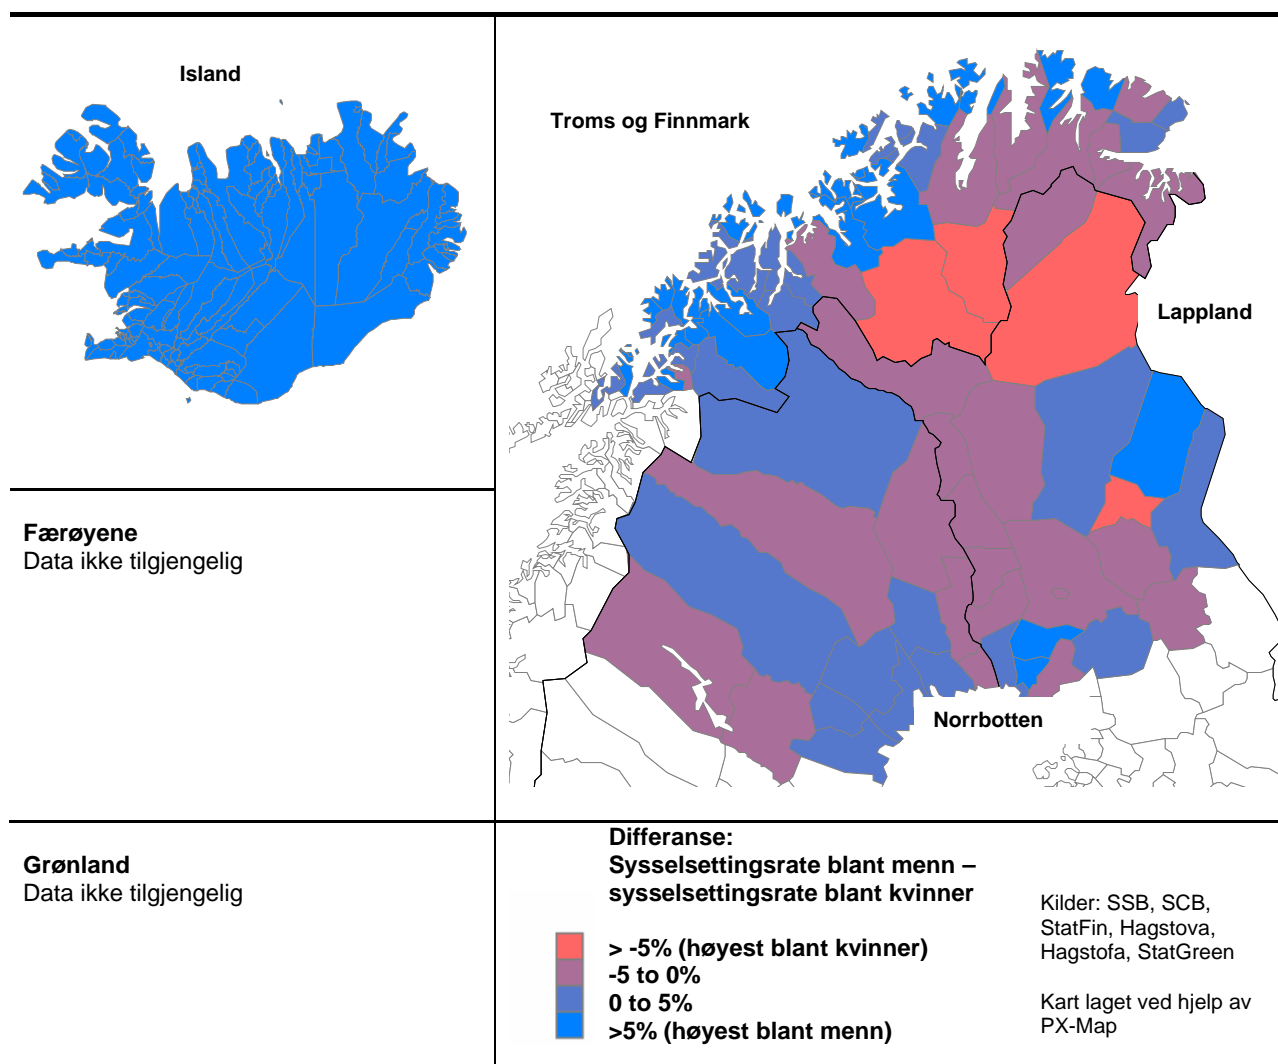 Island
Troms og Finnmark
Lappland
Norrbotten
Færøyene
Data ikke tilgjengelig
Grønland
Data ikke tilgjengelig
Differanse:
Sysselsettingsrate blant menn –
sysselsettingsrate blant kvinner
> -5% (høyest blant kvinner)
-5 to 0%
0 to 5%
>5% (høyest blant menn)
Kilder: SSB, SCB,
StatFin, Hagstova,
Hagstofa, StatGreen
Kart laget ved hjelp av
PX-Map